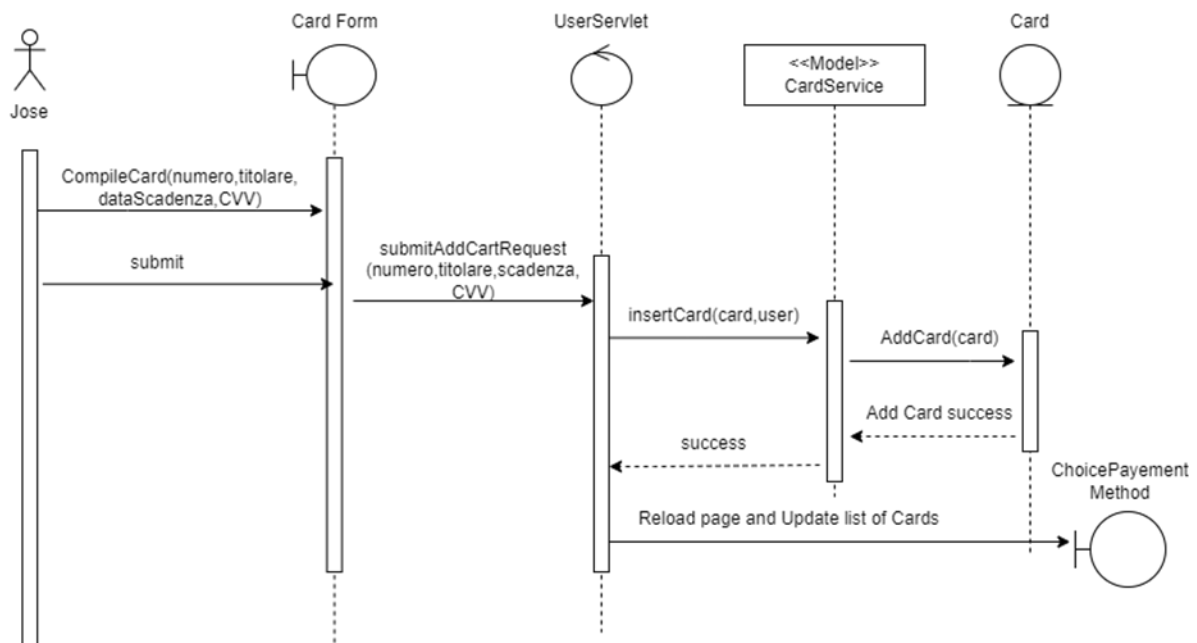 Card Form
UserServlet
Card
<<Model>>
CardService
Jose
CompileCard(numero,titolare,
dataScadenza,CVV)
submit
submitAddCartRequest
(numero,titolare,scadenza,
CVV)
insertCard(card,user)
AddCard(card)
Add Card success
success
ChoicePayement
Method
Reload page and Update list of Cards